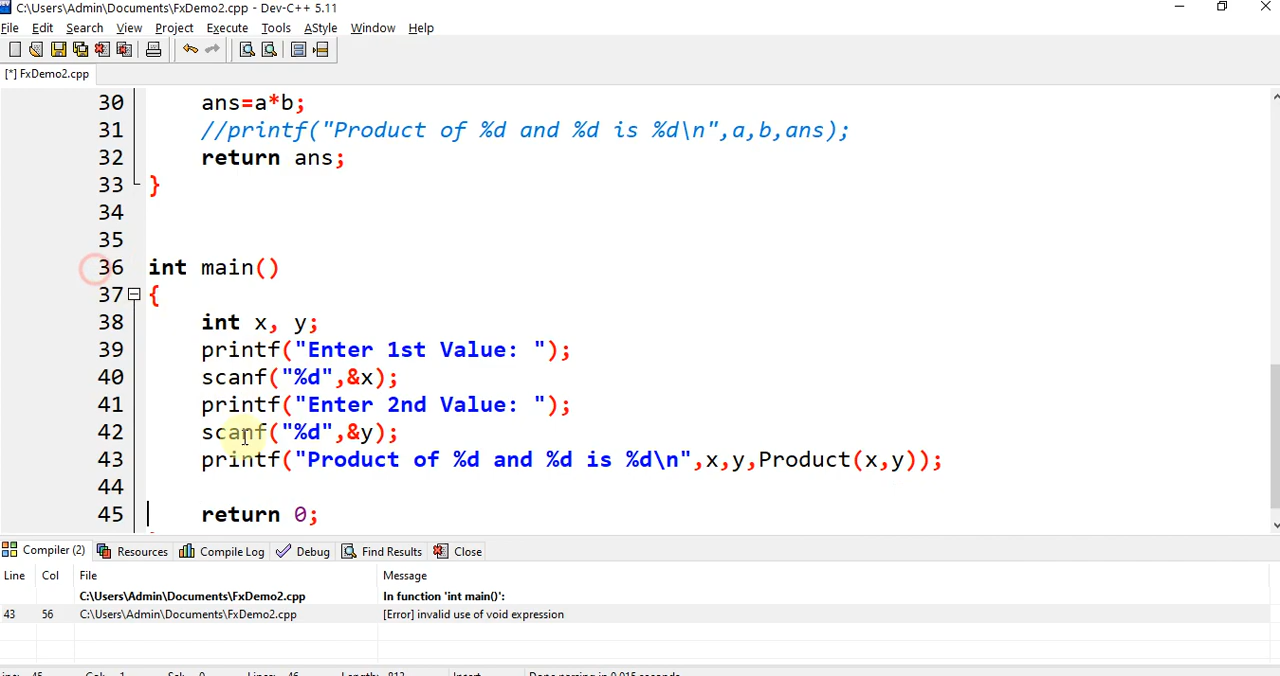 C:\Users\Admin\Documents\FxDemo2.cpp - Dev-C++ 5.11
File Edit Search View Project Execute Tools AStyle Window Help
[*] FxDemo2.cpp
30 ans=a*b;
31 //printf("Product of %d and %d is %d\n",a,b,ans);
32 return ans;
33 }
34
35
36 int main()
37 {
38 int x, y;
39 printf("Enter 1st Value: ");
40 scanf("%d",&x);
41 printf("Enter 2nd Value: ");
42 scanf("%d",&y);
43 printf("Product of %d and %d is %d\n",x,y,Product(x,y));
44
45 return 0;
Compiler (2) Resources Compile Log Debug Find Results Close
Line Col File Message
C:\Users\Admin\Documents\FxDemo2.cpp In function 'int main()':
43 56 C:\Users\Admin\Documents\FxDemo2.cpp [Error] invalid use of void expression